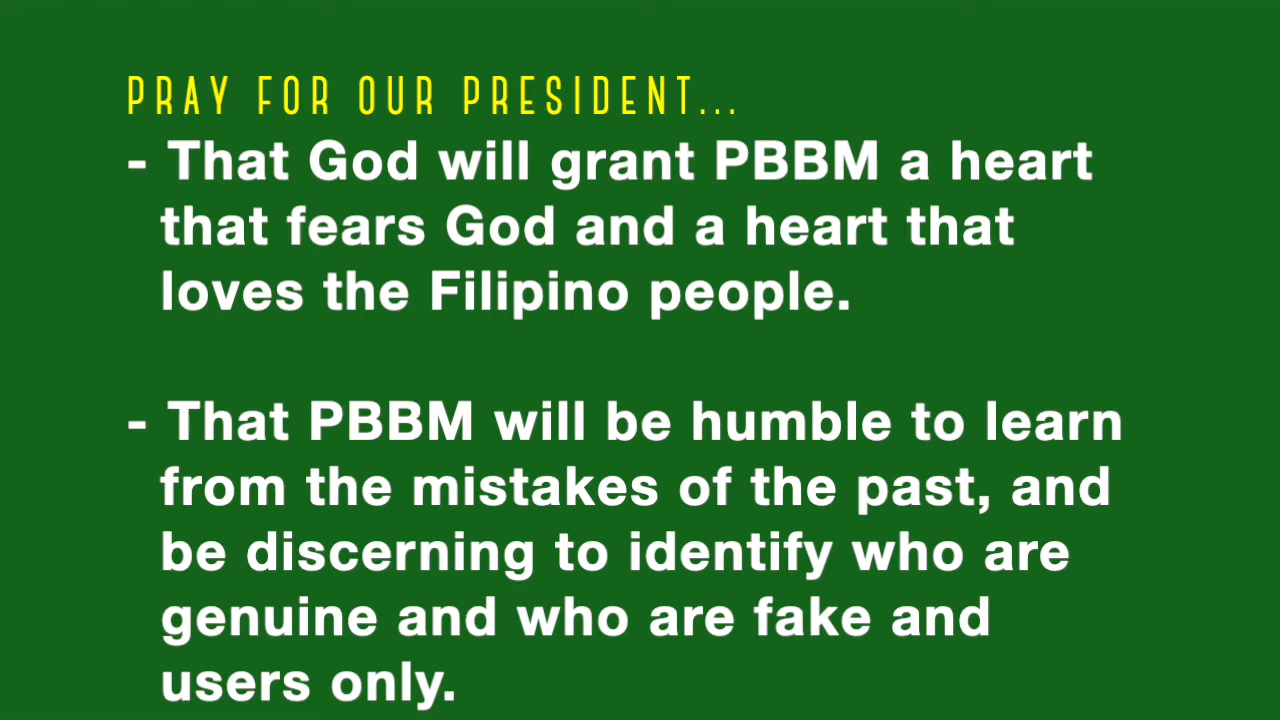 PRAY FOR OUR PRESIDENT...
- That God will grant PBBM a heart
that fears God and a heart that
loves the Filipino people.
- That PBBM will be humble to learn
from the mistakes of the past, and
be discerning to identify who are
genuine and who are fake and
users only.